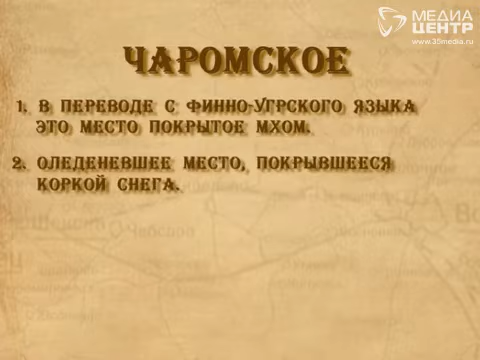 МЕДИА
ЦЕНТР
www.35media.ru
ЧАРОМСКОЕ
1. В ПЕРЕВОДЕ С ФИННО-УГРСКОГО ЯЗЫКА
ЭТО МЕСТО ПОКРЫТОЕ МХОМ.
2. ОЛЕДЕНЕВШЕЕ МЕСТО, ПОКРЫВШЕЕСЯ
КОРКОЙ СНЕГА.